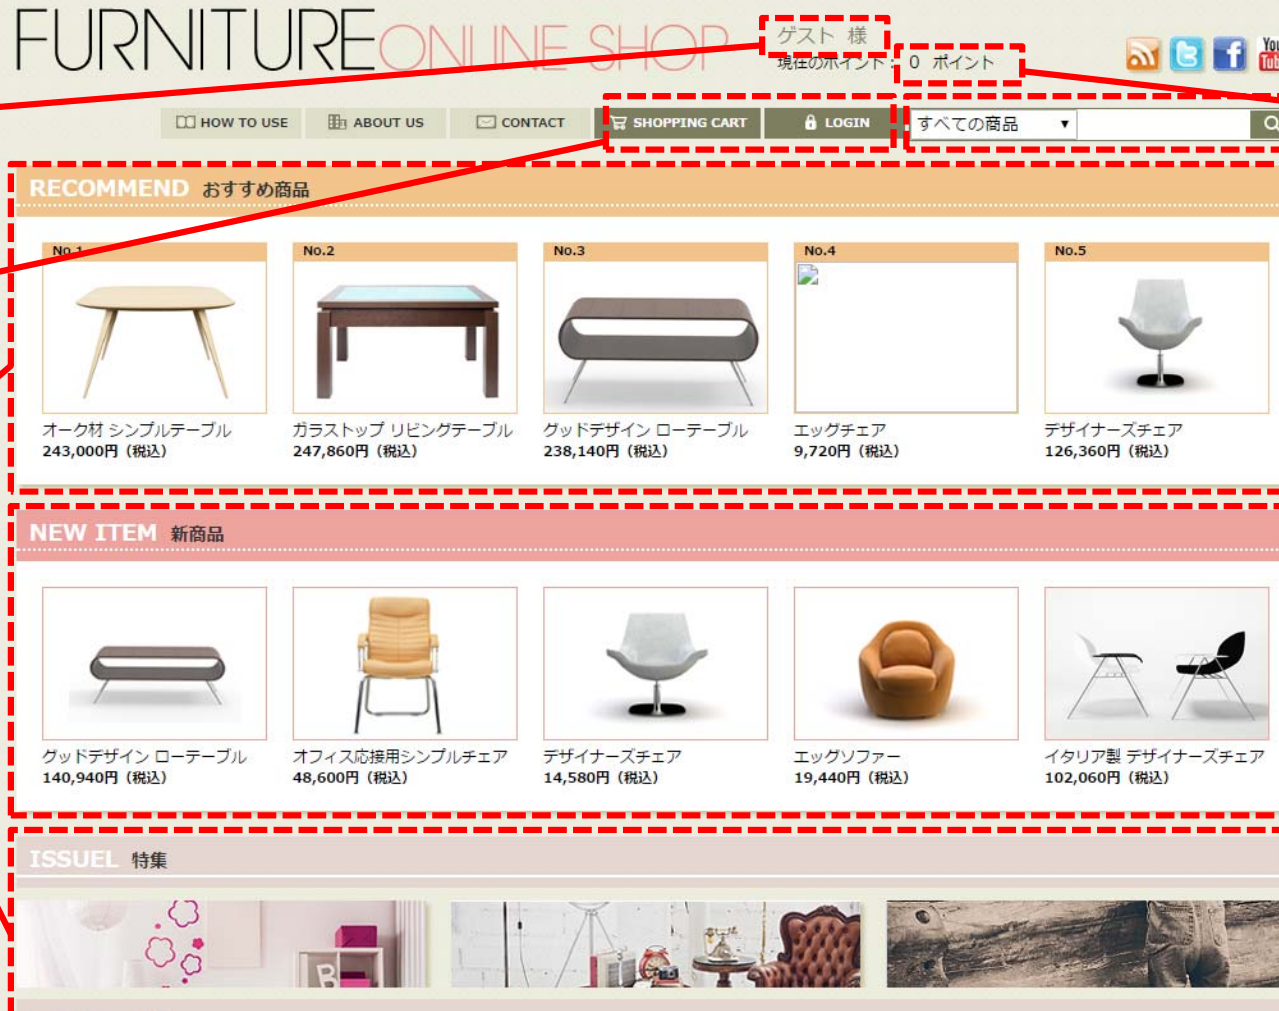 FURNITURE ONLINE SHOP
ゲスト 様
現在のポイント： 0 ポイント
You Tub
HOW TO USE ABOUT US CONTACT SHOPPING CART LOGIN すべての商品
RECOMMEND おすすめ商品
No.1 No.2 No.3 No.4 No.5
オーク材 シンプルテーブル ガラストップ リビングテーブル グッドデザイン ローテーブル エッグチェア デザイナーズチェア
243,000円（税込） 247,860円（税込） 238,140円（税込） 9,720円（税込） 126,360円（税込）
NEW ITEM 新商品
グッドデザイン ローテーブル オフィス応接用シンプルチェア デザイナーズチェア エッグソファー イタリア製 デザイナーズチェア
140,940円（税込） 48,600円（税込） 14,580円（税込） 19,440円（税込） 102,060円（税込）
ISSUEL 特集
B